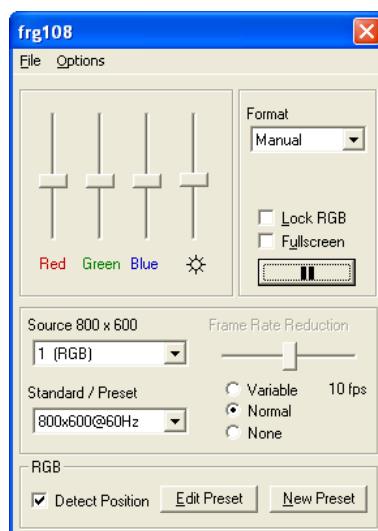 frg108
File Options
Format
Manual
Lock RGB
Fullscreen
Red Green Blue
Source 800 x 600
1 (RGB)
Standard / Preset
800x600@60Hz
Frame Rate Reduction
Variable 10 fps
Normal
None
RGB
Detect Position Edit Preset New Preset